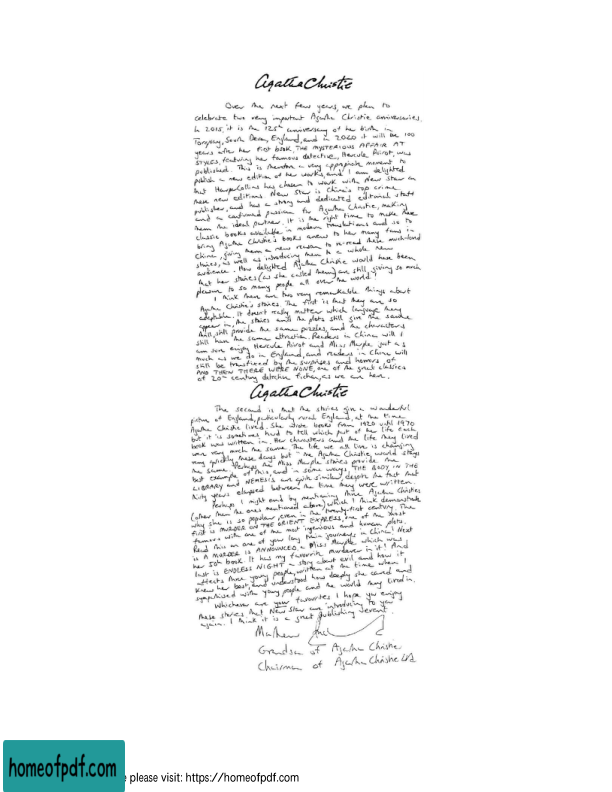 Agatha Christie
Over the next few years, we plan to
celebrate two very important Agatha Christie anniversaries.
In 2015, it is the 125th anniversary of her birth in
Torquay, South Devon, England, and in 2020 it will be 100
years after her first book THE MYSTERIOUS AFFAIR AT
STYLES, featuring her famous detective, Hercule Poirot, was
published. This is therefore a very appropriate moment to
publish a new edition of her works, and I am delighted
that HarperCollins has chosen to work with New Star on
these new editions. New Star is China's top crime
publisher, and has a strong and dedicated editorial staff
and a continued passion for Agatha Christie, making
them the ideal partner. It is the right time to make these
classic books available in modern translations and so to
bring Agatha Christie's books anew to her many fans in
China, giving them a new reason to re-read these much-loved
stories, as well as introducing them to a whole new
audience. How delighted Agatha Christie would have been
that her stories (as she called them) are still giving so much
pleasure to so many people all over the world!
I think there are two very remarkable things about
Agatha Christie's stories. The first is that they are so
adaptable. It doesn't really matter which language they
appear in, the stories and the plots still give the same
thrill, still provide the same puzzles, and the characters
still have the same attraction. Readers in China will I
am sure enjoy Hercule Poirot and Miss Marple just as
much as we do in England, and readers in China will
still be transfixed by the surprises and horrors of
AND THEN THERE WERE NONE, one of the great classics
of 20th century detective fiction, as we are here.
Agatha Christie
The second is that the stories give a wonderful
picture of England, particularly rural England, at the time
Agatha Christie lived. She wrote books from 1920 until 1970
but it is sometimes hard to tell which part of her life each
book was written in. Her characters and the life they lived
were very much the same. The life we all live is changing
very quickly these days but in the Agatha Christie world stays
the same. Perhaps the Miss Marple stories provide the
best example of this, and in some ways THE BODY IN THE
LIBRARY and NEMESIS are quite similar despite the fact that
thirty years elapsed between the time they were written.
Perhaps I might end by mentioning three Agatha Christies
(other than the ones mentioned above) which I think demonstrate
why she is so popular, even in the twenty-first century. The
first is MURDER ON THE ORIENT EXPRESS, one of the most
famous with one of the most ingenious and human plots.
Read this on one of your long train journeys in China! Next
is A MURDER IS ANNOUNCED, a Miss Marple which was
her 50th book. It has my favourite murderer in it! And
last is ENDLESS NIGHT - a story about evil and how it
affects three young people, written at the time when I
knew her best, and understood how deeply she cared and
sympathised with young people and the world they lived in.
Whichever are your favourites I hope you enjoy
these stories that New Star are introducing to you
again. I think it is a great publishing event.
Mathew
Grandson of Agatha Christie
Chairman of Agatha Christie Ltd
homeofpdf.com
please visit: https://homeofpdf.com